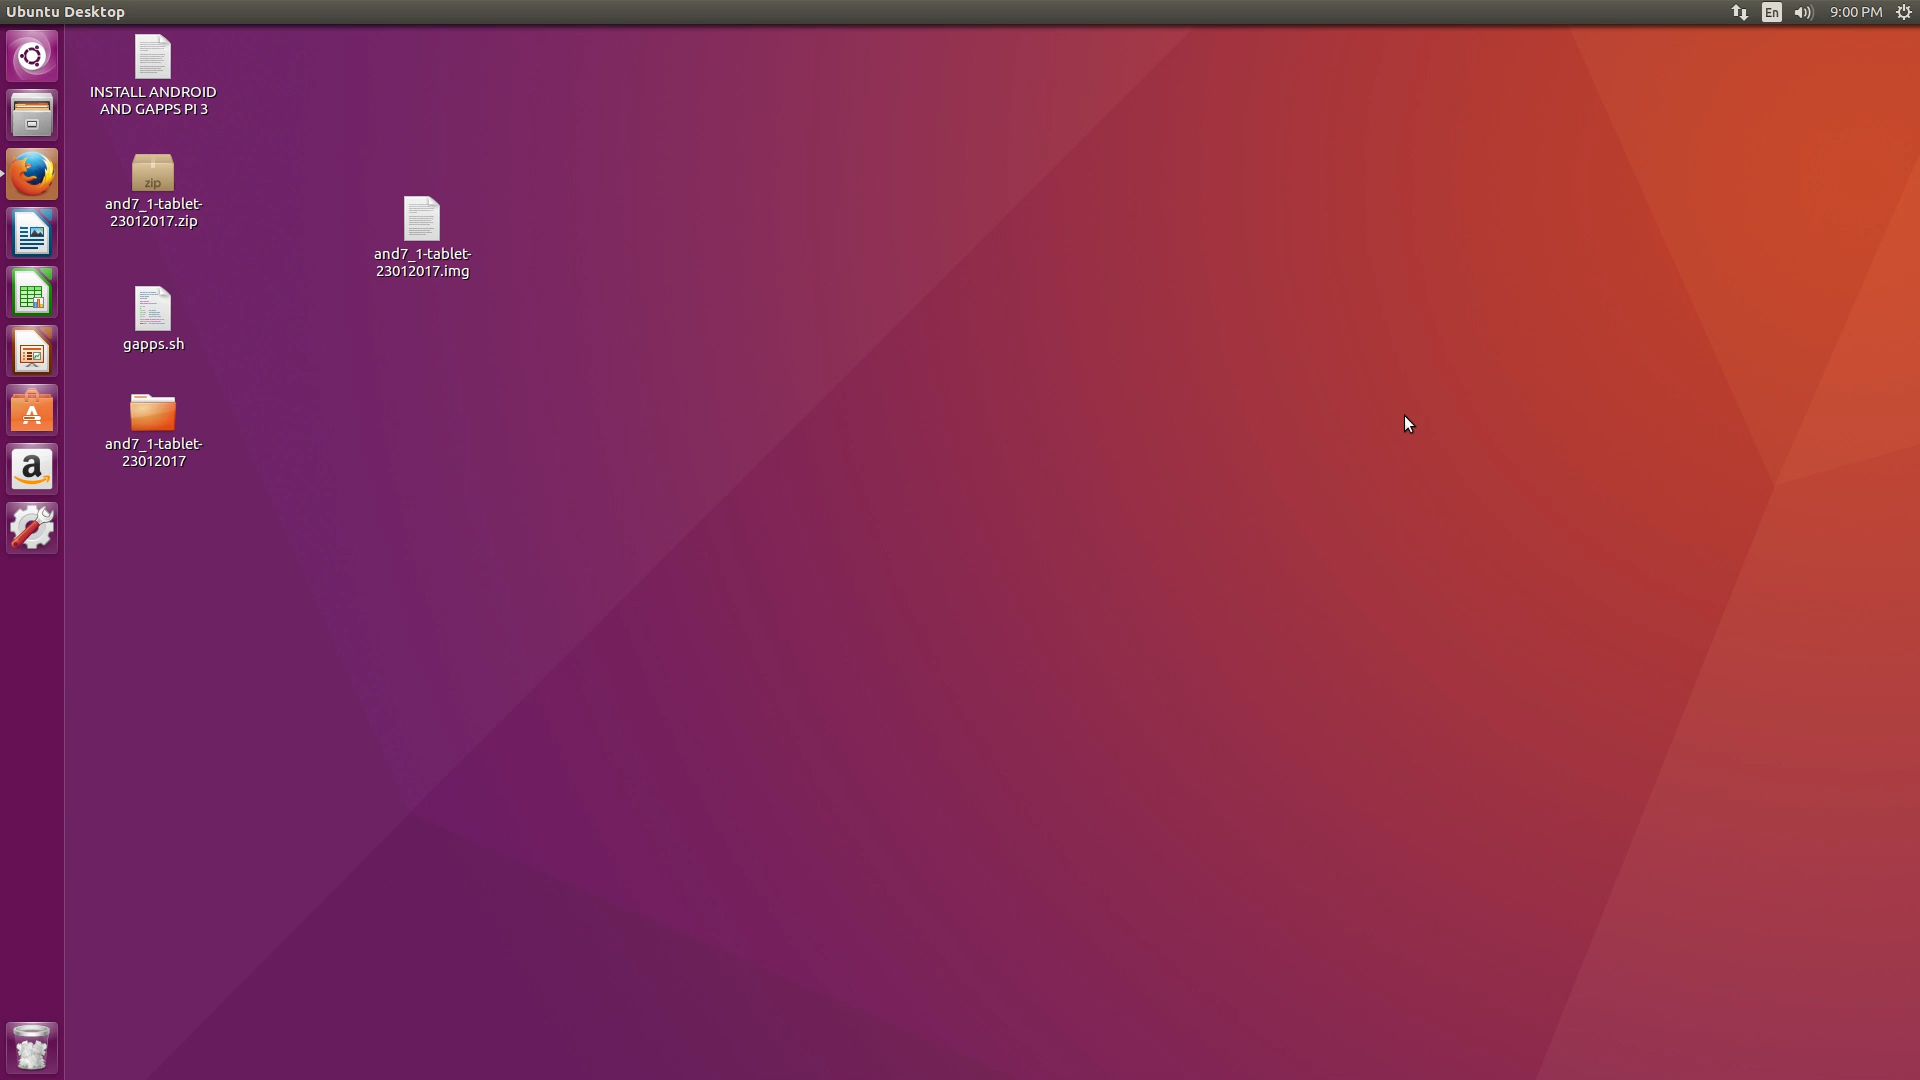 Ubuntu Desktop
En
9:00 PM
INSTALL ANDROID
AND GAPPS PI 3
zip
and7_1-tablet-
23012017.zip
and7_1-tablet-
23012017.img
gapps.sh
and7_1-tablet-
23012017